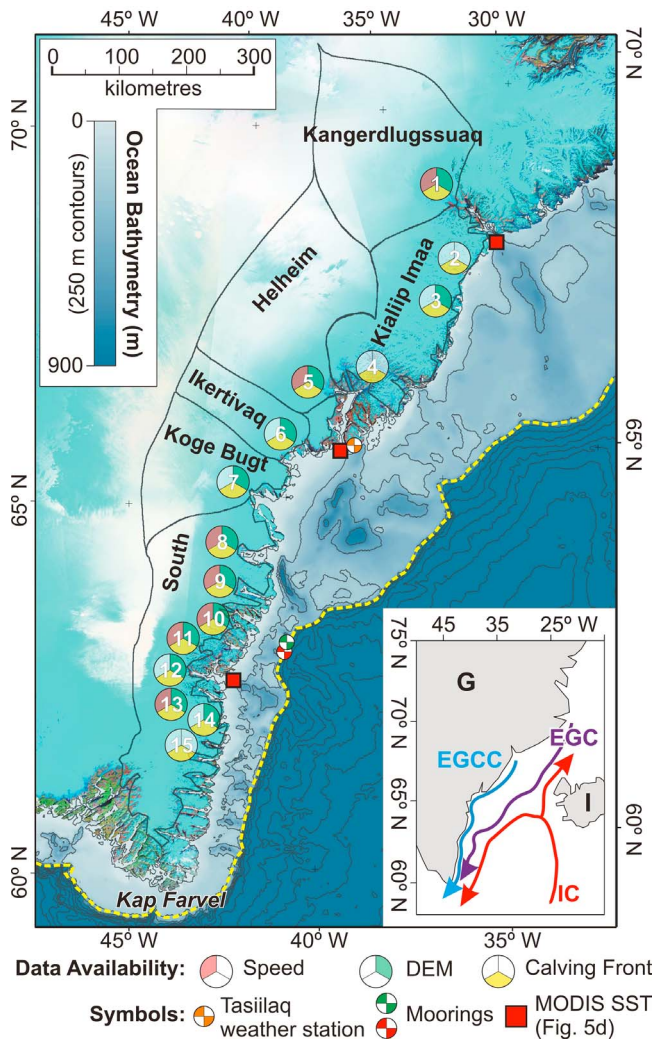 40º W
35º W
30º W
70º N
0
100
200
300
kilometres
70º N
0
Ocean Bathymetry (m)
(250 m contours)
900
Kangerdlugssuaq
1
Helheim
Kialiip Imaa
2
3
4
5
Ikertivaq
6
65º N
Koge Bugt
7
65º N
South
8
9
10
11
12
13
14
15
45
35
25º W
75º N
G
70º N
EGC
EGCC
I
65º N
60º N
IC
60º N
60º N
Kap Farvel
45º W
40º W
35º W
Data Availability: Speed DEM Calving Front
Symbols: Tasiilaq weather station Moorings MODIS SST (Fig. 5d)